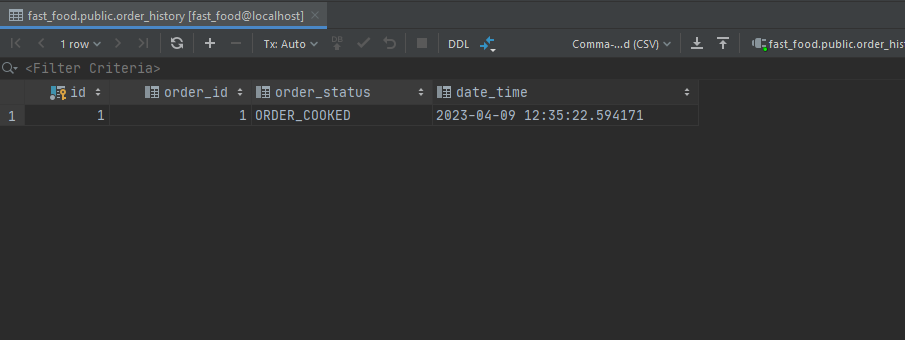 fast_food.public.order_history [fast_food@localhost]
1 row Tx: Auto DB DDL Comma-...d (CSV) fast_food.public.order_his
<Filter Criteria>
id order_id order_status date_time
1 1 1 ORDER_COOKED 2023-04-09 12:35:22.594171